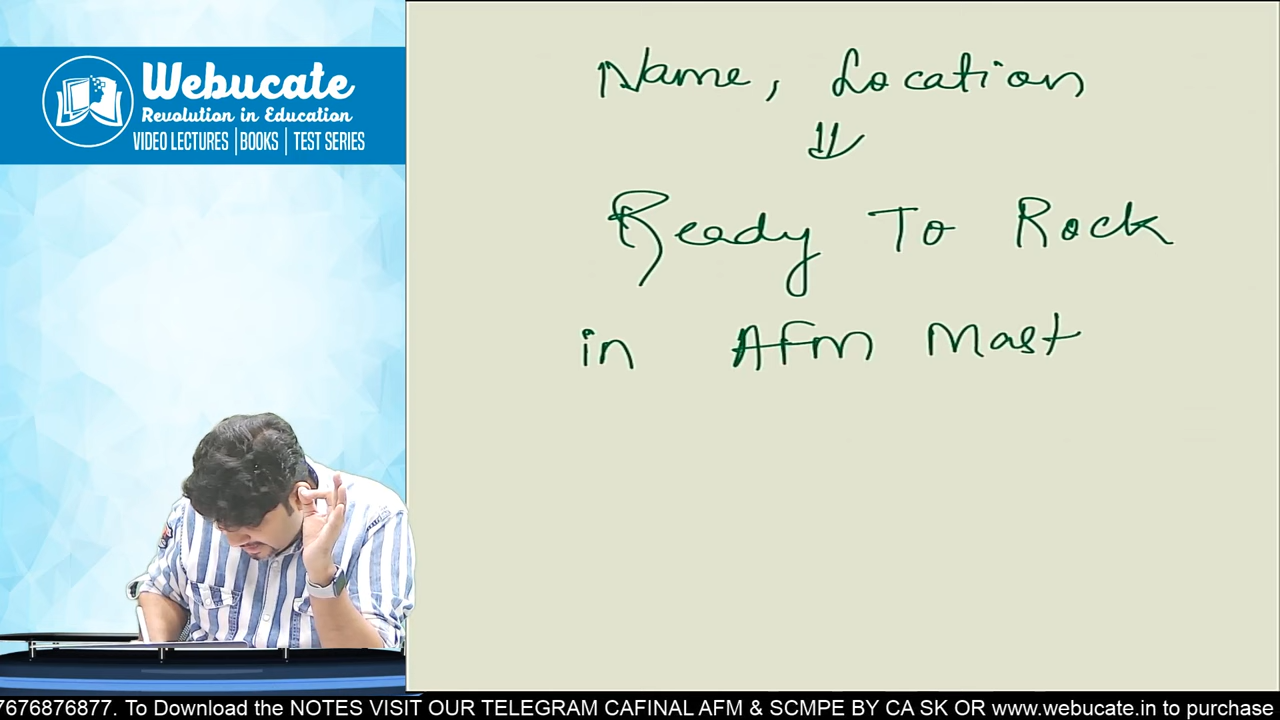 Webucate
Revolution in Education
VIDEO LECTURES | BOOKS | TEST SERIES
Name, Location
⇓
Ready To Rock
in AFM Mast
7676876877. To Download the NOTES VISIT OUR TELEGRAM CAFINAL AFM & SCMPE BY CA SK OR www.webucate.in to purchase